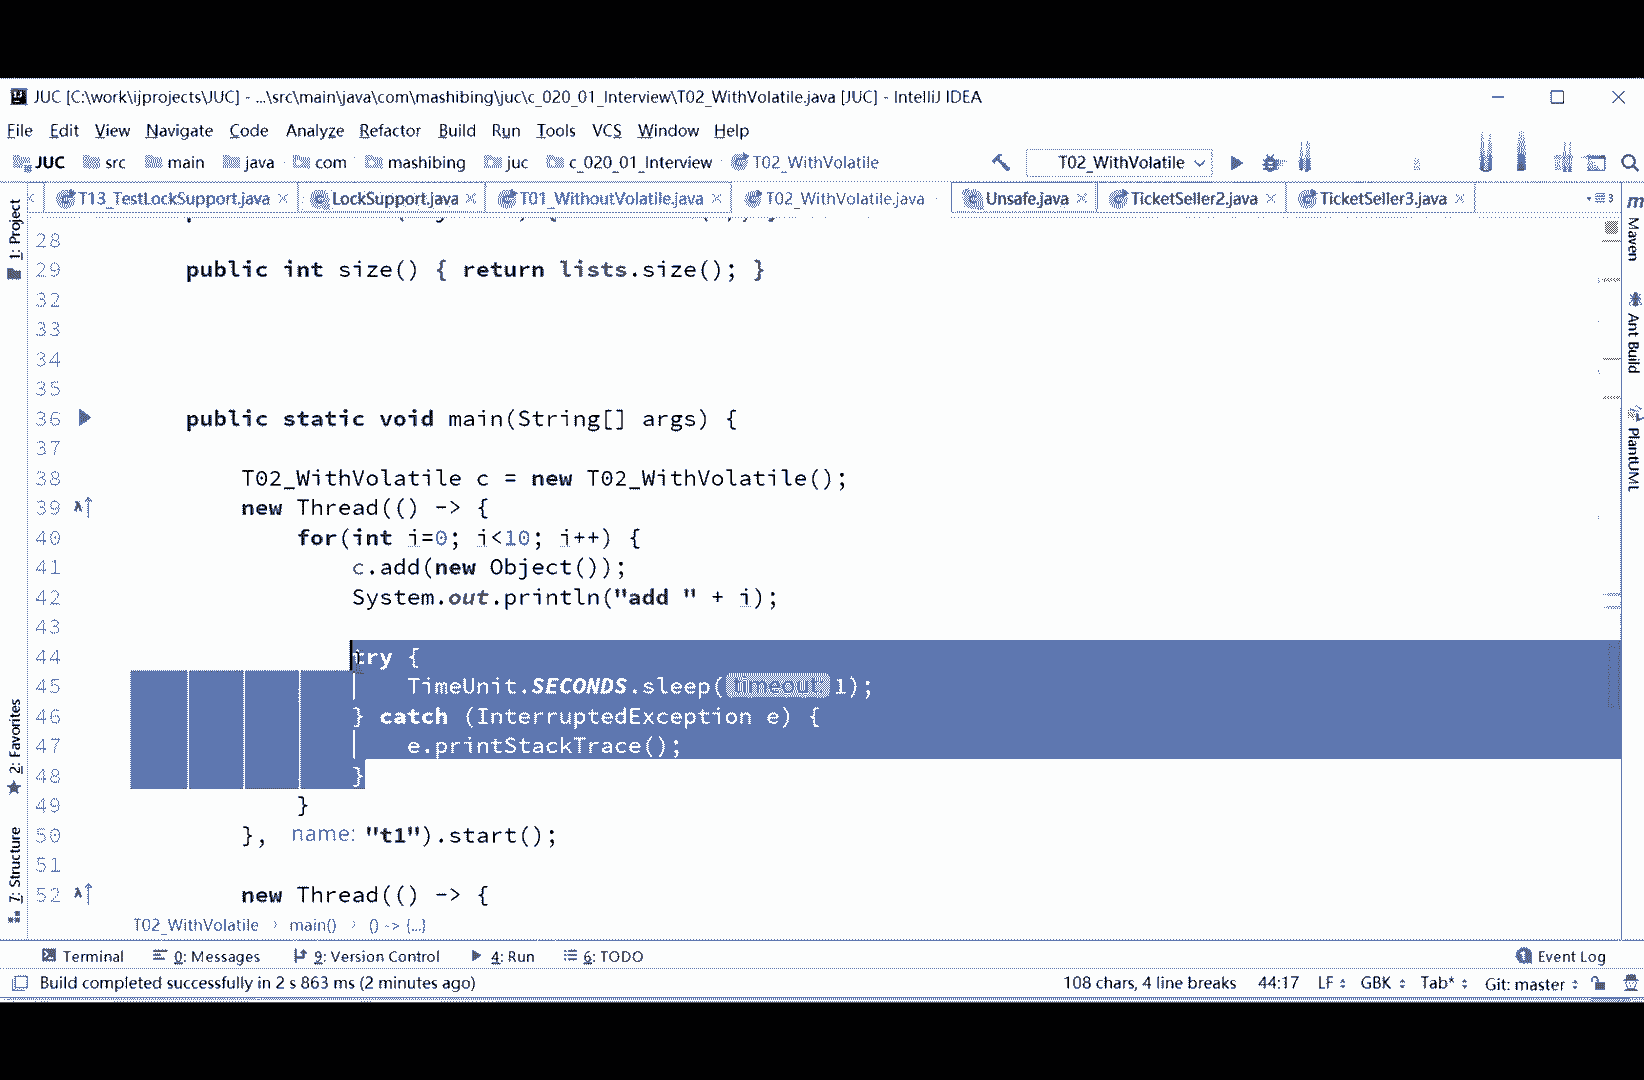 JUC [C:\work\ijprojects\JUC] - ...\src\main\java\com\mashibing\juc\c_020_01_Interview\T02_WithVolatile.java [JUC] - IntelliJ IDEA
File Edit View Navigate Code Analyze Refactor Build Run Tools VCS Window Help
JUC src main java com mashibing juc c_020_01_Interview T02_WithVolatile T02_WithVolatile
T13_TestLockSupport.java LockSupport.java T01_WithoutVolatile.java T02_WithVolatile.java Unsafe.java TicketSeller2.java TicketSeller3.java
1: Project
2: Favorites
7: Structure
Maven
Ant Build
PlantUML
28
29 public int size() { return lists.size(); }
32
33
34
35
36 public static void main(String[] args) {
37
38 T02_WithVolatile c = new T02_WithVolatile();
39 new Thread(() -> {
40 for(int i=0; i<10; i++) {
41 c.add(new Object());
42 System.out.println("add " + i);
43
44 try {
45 TimeUnit.SECONDS.sleep( timeout 1);
46 } catch (InterruptedException e) {
47 e.printStackTrace();
48 }
49 }
50 }, name: "t1").start();
51
52 new Thread(() -> {
T02_WithVolatile › main() › () -> {...}
Terminal 0: Messages 9: Version Control 4: Run 6: TODO 1 Event Log
Build completed successfully in 2 s 863 ms (2 minutes ago) 108 chars, 4 line breaks 44:17 LF GBK Tab* Git: master